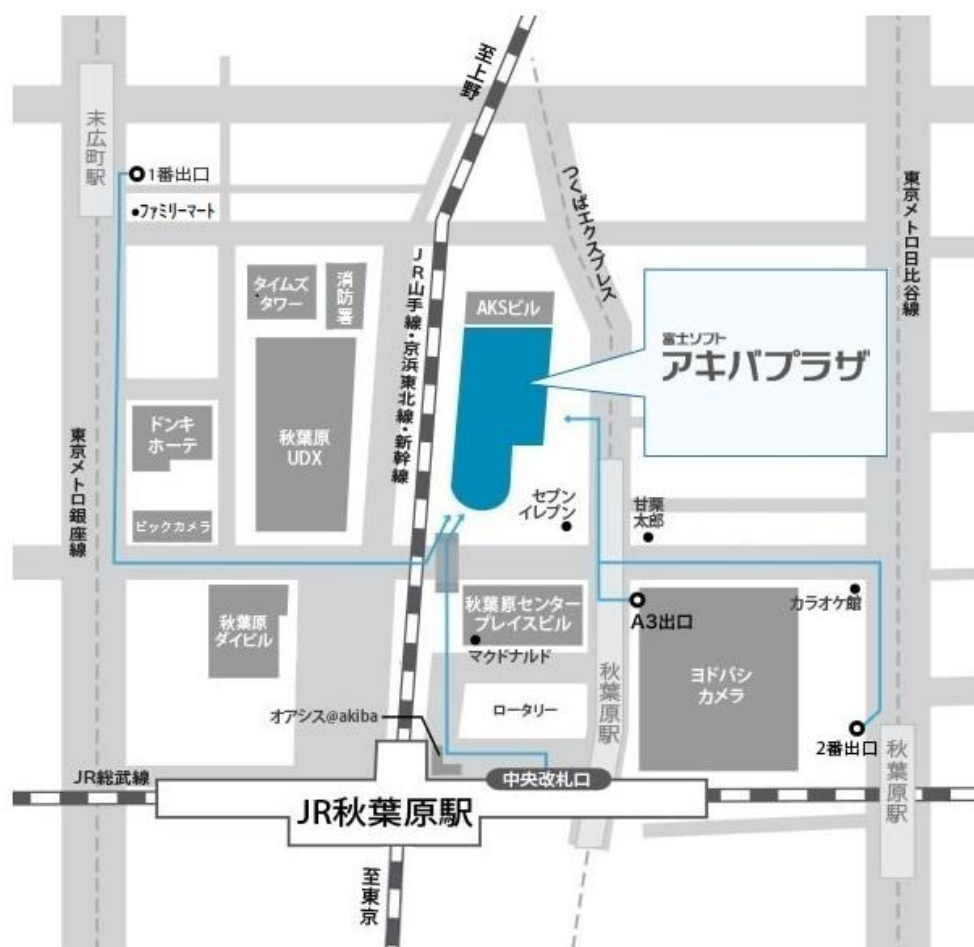 至上野
末広町駅
1番出口
ファミリーマート
つくばエクスプレス
東京メトロ日比谷線
タイムズ
タワー
消防署
JR山手線・京浜東北線・新幹線
AKSビル
富士ソフト
アキバプラザ
ドンキ
ホーテ
秋葉原
UDX
東京メトロ銀座線
ビックカメラ
セブン
イレブン
甘栗
太郎
秋葉原
ダイビル
秋葉原センター
プレイスビル
マクドナルド
A3出口
カラオケ館
ヨドバシ
カメラ
秋葉原駅
ロータリー
オアシス@akiba
2番出口
秋葉原駅
JR総武線
中央改札口
JR秋葉原駅
至東京